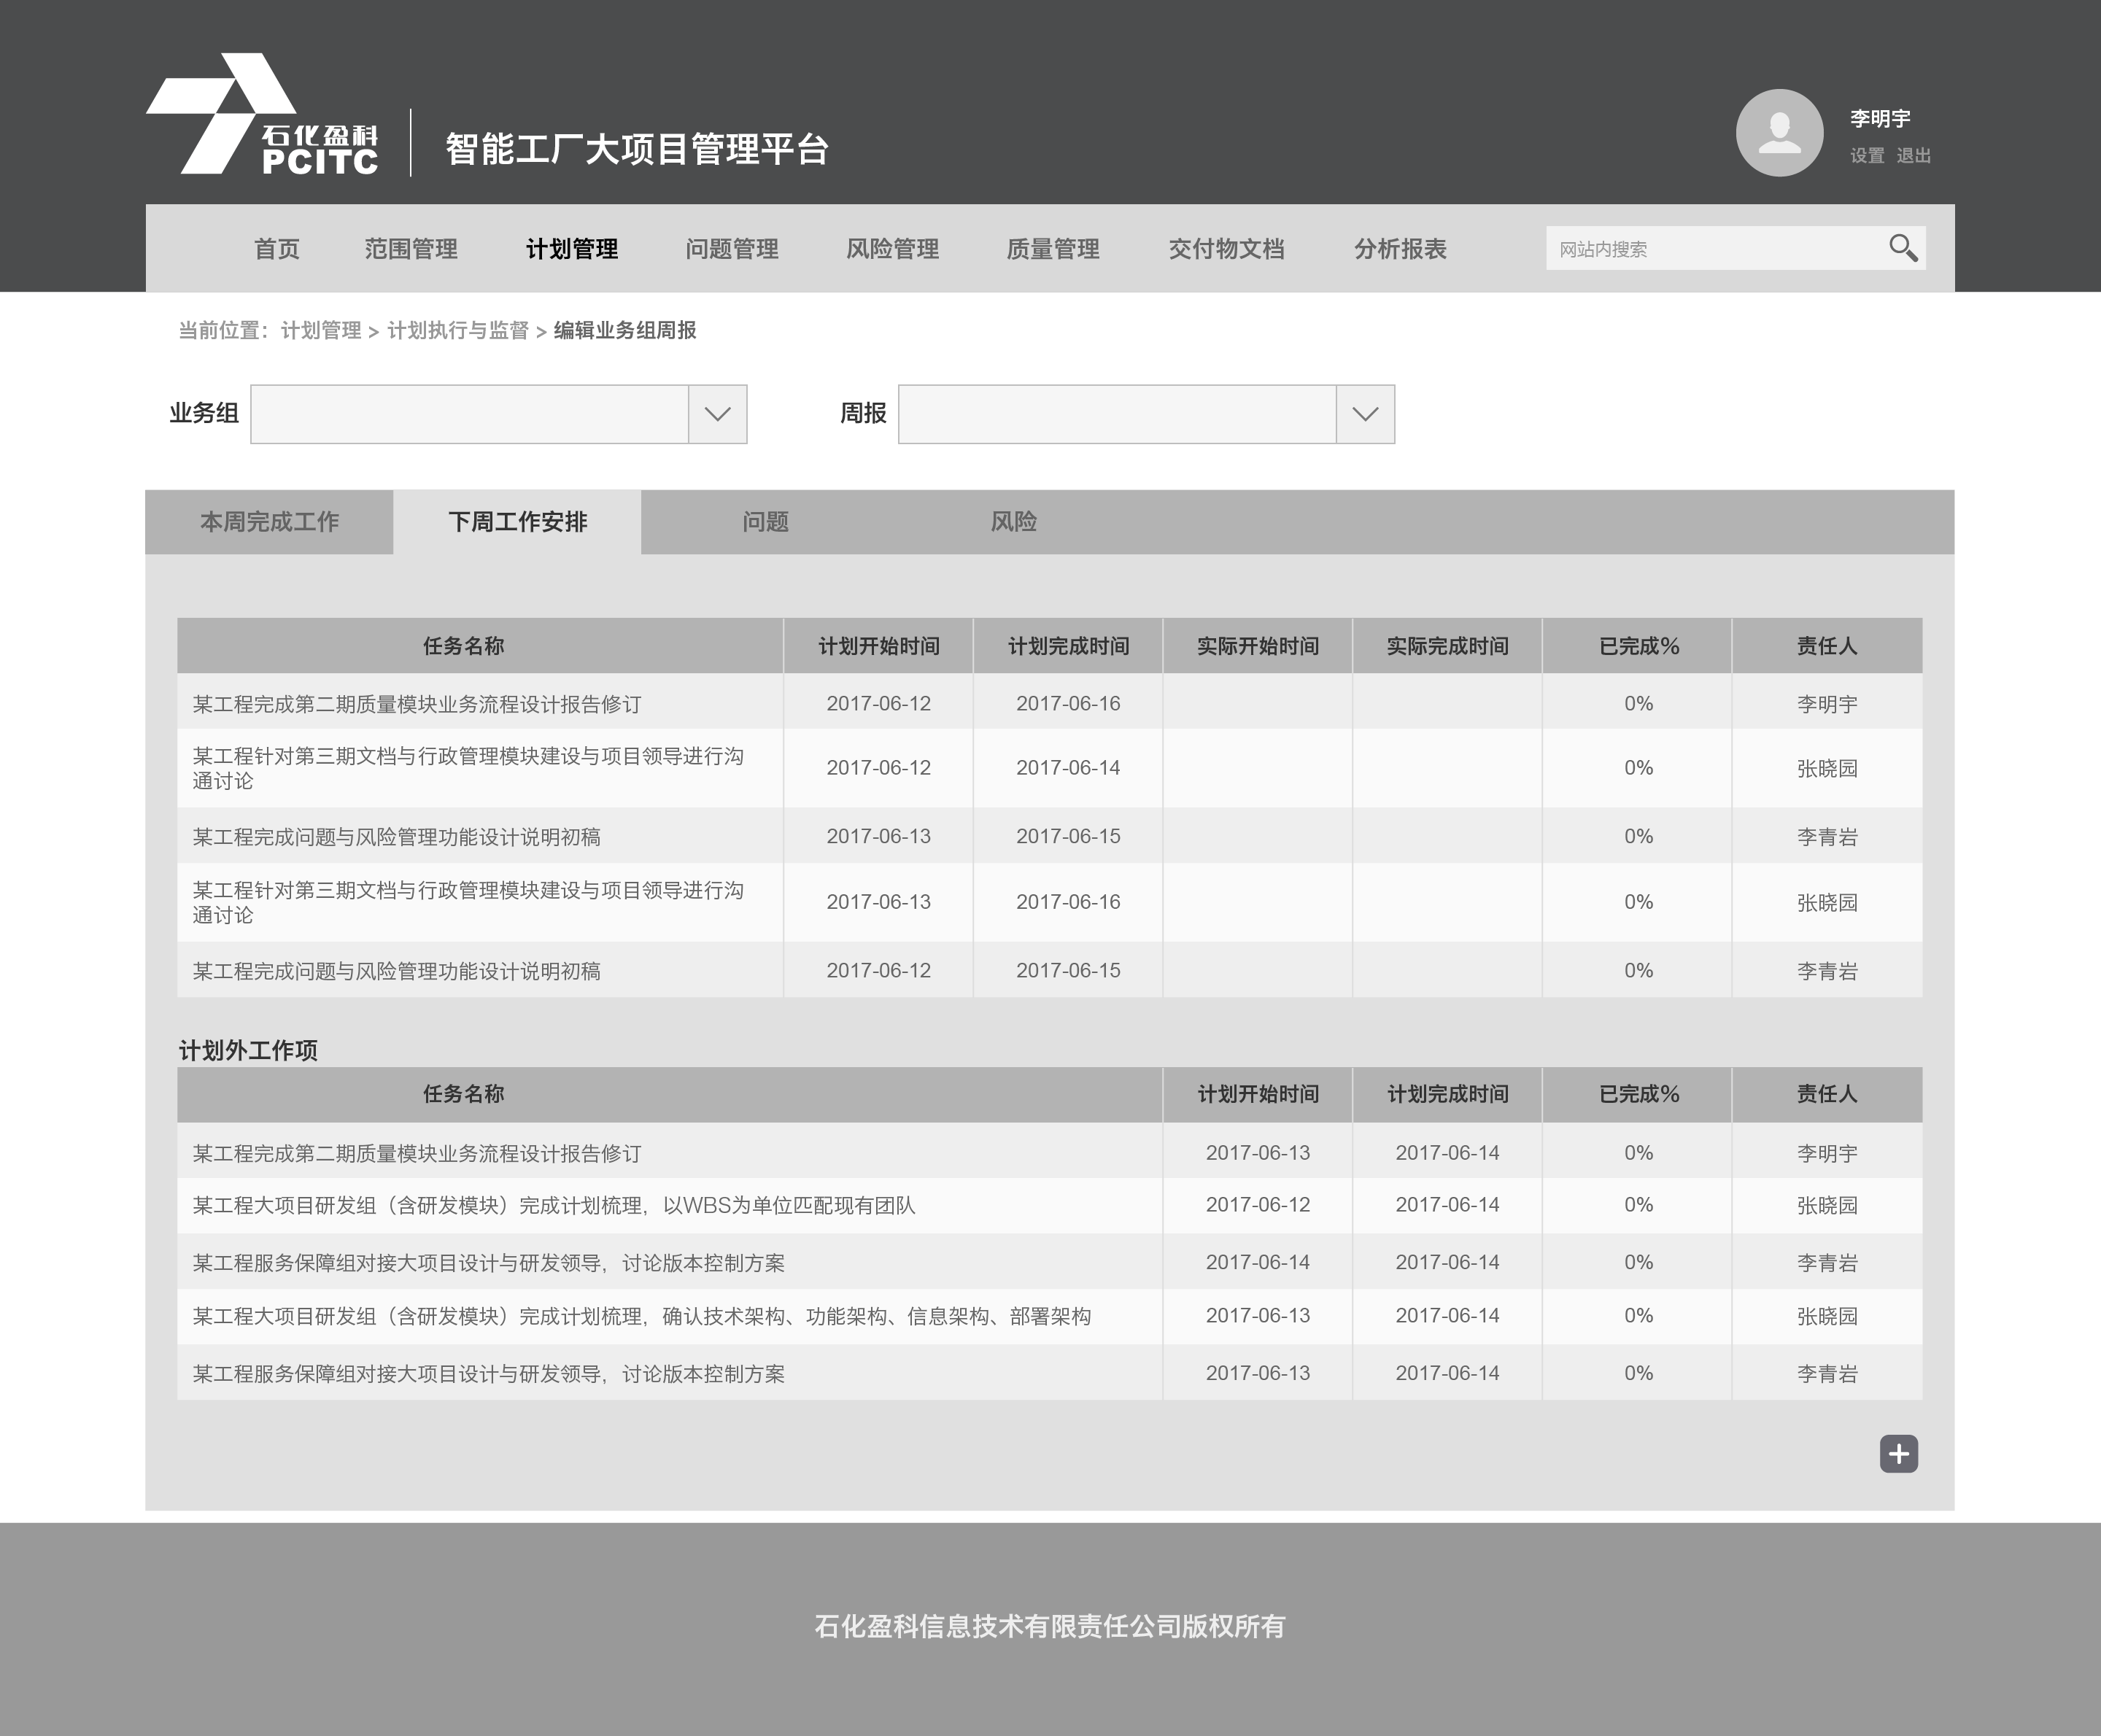 石化盈科
PCITC
智能工厂大项目管理平台
李明宇
设置 退出
首页 范围管理 计划管理 问题管理 风险管理 质量管理 交付物文档 分析报表 网站内搜索
当前位置：计划管理 > 计划执行与监督 > 编辑业务组周报
业务组 周报
本周完成工作 下周工作安排 问题 风险
任务名称 计划开始时间 计划完成时间 实际开始时间 实际完成时间 已完成% 责任人
某工程完成第二期质量模块业务流程设计报告修订 2017-06-12 2017-06-16 0% 李明宇
某工程针对第三期文档与行政管理模块建设与项目领导进行沟
通讨论 2017-06-12 2017-06-14 0% 张晓园
某工程完成问题与风险管理功能设计说明初稿 2017-06-13 2017-06-15 0% 李青岩
某工程针对第三期文档与行政管理模块建设与项目领导进行沟
通讨论 2017-06-13 2017-06-16 0% 张晓园
某工程完成问题与风险管理功能设计说明初稿 2017-06-12 2017-06-15 0% 李青岩
计划外工作项
任务名称 计划开始时间 计划完成时间 已完成% 责任人
某工程完成第二期质量模块业务流程设计报告修订 2017-06-13 2017-06-14 0% 李明宇
某工程大项目研发组（含研发模块）完成计划梳理，以WBS为单位匹配现有团队 2017-06-12 2017-06-14 0% 张晓园
某工程服务保障组对接大项目设计与研发领导，讨论版本控制方案 2017-06-14 2017-06-14 0% 李青岩
某工程大项目研发组（含研发模块）完成计划梳理，确认技术架构、功能架构、信息架构、部署架构 2017-06-13 2017-06-14 0% 张晓园
某工程服务保障组对接大项目设计与研发领导，讨论版本控制方案 2017-06-13 2017-06-14 0% 李青岩
石化盈科信息技术有限责任公司版权所有